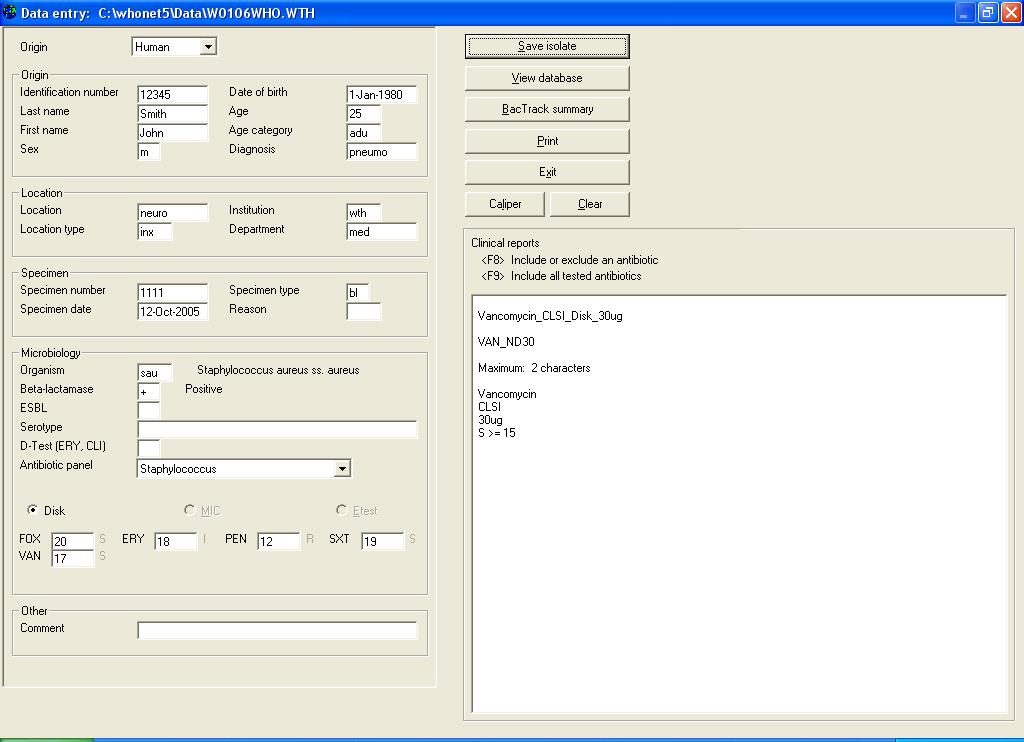 Data entry:  C:\whonet5\Data\W0106WHO.WTH
Origin Human
Origin
Identification number 12345 Date of birth 1-Jan-1980
Last name Smith Age 25
First name John Age category adu
Sex m Diagnosis pneumo
Location
Location neuro Institution wth
Location type inx Department med
Specimen
Specimen number 1111 Specimen type bl
Specimen date 12-Oct-2005 Reason
Microbiology
Organism sau Staphylococcus aureus ss. aureus
Beta-lactamase + Positive
ESBL
Serotype
D-Test (ERY, CLI)
Antibiotic panel Staphylococcus
Disk MIC Etest
FOX 20 S ERY 18 I PEN 12 R SXT 19 S
VAN 17 S
Other
Comment
Save isolate
View database
BacTrack summary
Print
Exit
Caliper Clear
Clinical reports
<F8> Include or exclude an antibiotic
<F9> Include all tested antibiotics
Vancomycin_CLSI_Disk_30ug
VAN_ND30
Maximum:  2 characters
Vancomycin
CLSI
30ug
S >= 15